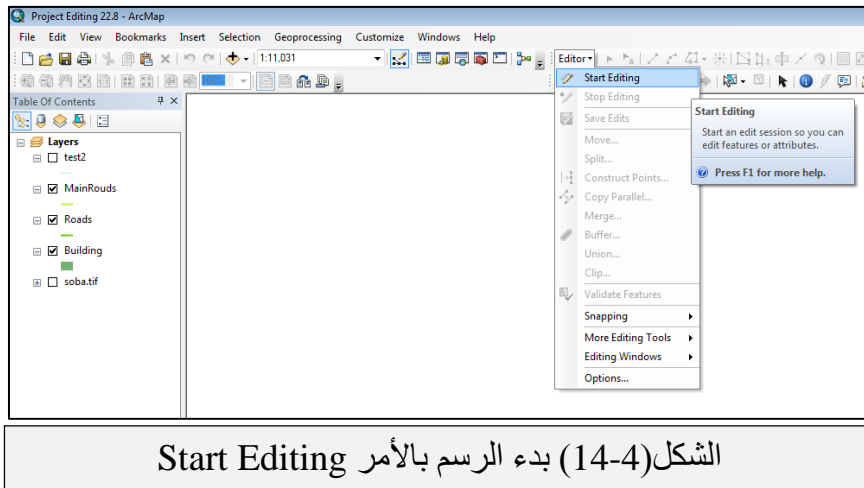 Project Editing 22.8 - ArcMap
File Edit View Bookmarks Insert Selection Geoprocessing Customize Windows Help
1:11,031
Editor
100%
Table Of Contents
Layers
test2
MainRouds
Roads
Building
soba.tif
Start Editing
Stop Editing
Save Edits
Move...
Split...
Construct Points...
Copy Parallel...
Merge...
Buffer...
Union...
Clip...
Validate Features
Snapping
More Editing Tools
Editing Windows
Options...
Start Editing
Start an edit session so you can
edit features or attributes.
Press F1 for more help.
الشكل(4-14) بدء الرسم بالأمر Start Editing